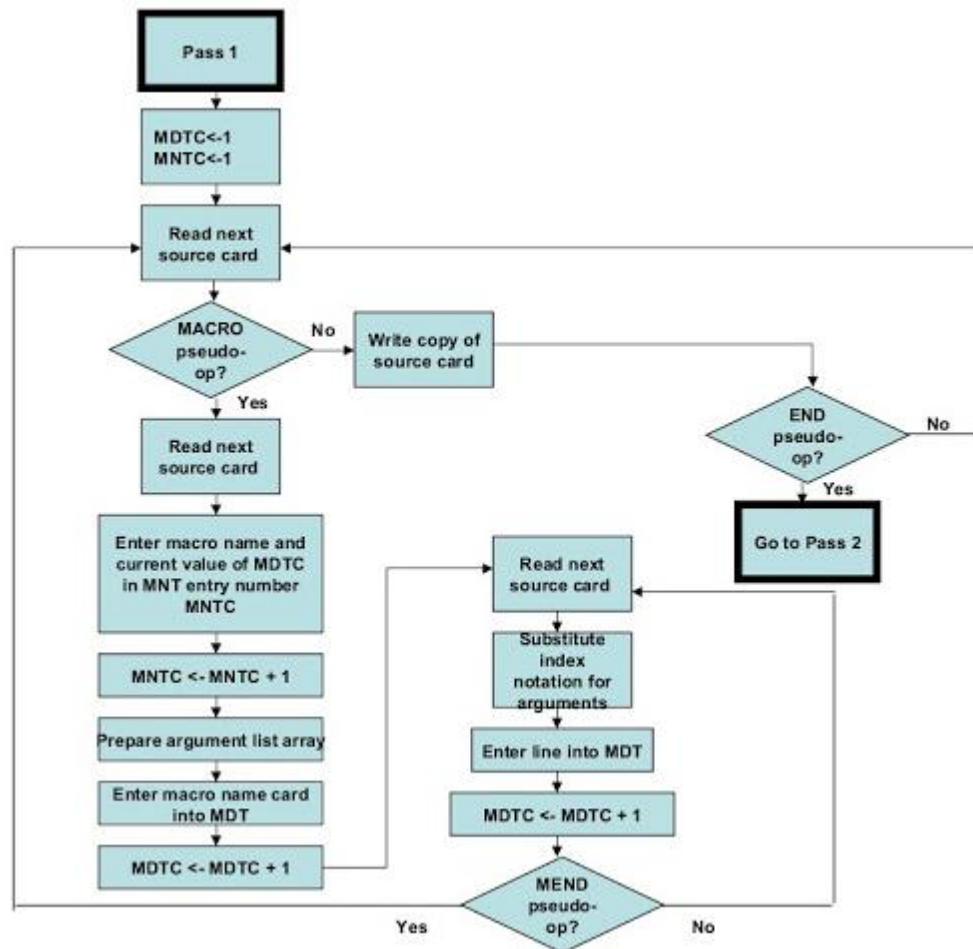 Pass 1
MDTC<-1
MNTC<-1
Read next
source card
MACRO
pseudo-
op?
No
Write copy of
source card
Yes
END
pseudo-
op?
No
Yes
Go to Pass 2
Read next
source card
Enter macro name and
current value of MDTC
in MNT entry number
MNTC
MNTC <- MNTC + 1
Prepare argument list array
Enter macro name card
into MDT
MDTC <- MDTC + 1
Read next
source card
Substitute
index
notation for
arguments
Enter line into MDT
MDTC <- MDTC + 1
MEND
pseudo-
op?
Yes
No